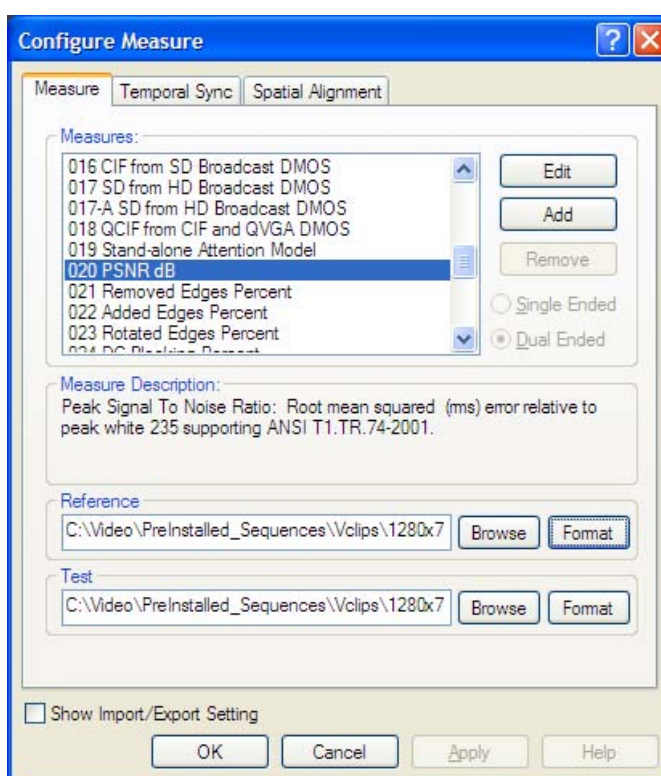 Configure Measure
Measure Temporal Sync Spatial Alignment
Measures:
016 CIF from SD Broadcast DMOS
017 SD from HD Broadcast DMOS
017-A SD from HD Broadcast DMOS
018 QCIF from CIF and QVGA DMOS
019 Stand-alone Attention Model
020 PSNR dB
021 Removed Edges Percent
022 Added Edges Percent
023 Rotated Edges Percent
024 DC Blocking Percent
Edit
Add
Remove
Single Ended
Dual Ended
Measure Description:
Peak Signal To Noise Ratio: Root mean squared (ms) error relative to
peak white 235 supporting ANSI T1.TR.74-2001.
Reference
C:\Video\PreInstalled_Sequences\Vclips\1280x7 Browse Format
Test
C:\Video\PreInstalled_Sequences\Vclips\1280x7 Browse Format
Show Import/Export Setting
OK Cancel Apply Help